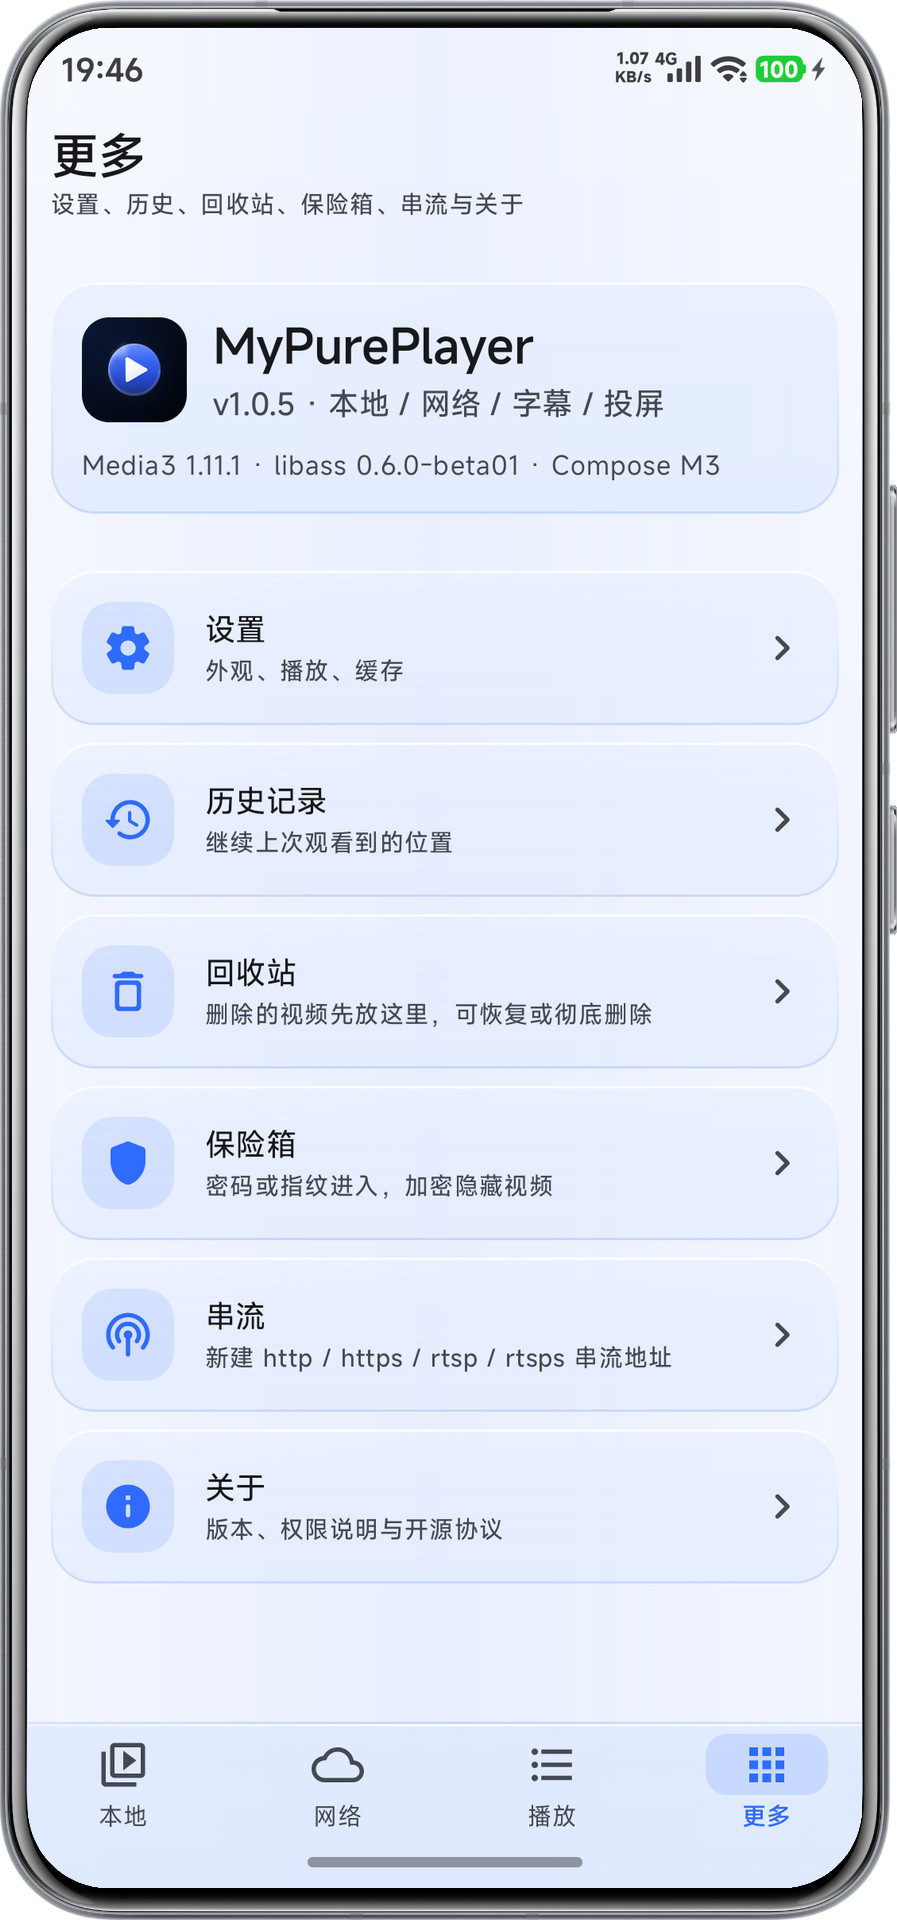 19:46
1.07 4G
KB/s
100
更多
设置、历史、回收站、保险箱、串流与关于
MyPurePlayer
v1.0.5 · 本地 / 网络 / 字幕 / 投屏
Media3 1.11.1 · libass 0.6.0-beta01 · Compose M3
设置
外观、播放、缓存
历史记录
继续上次观看到的位置
回收站
删除的视频先放这里，可恢复或彻底删除
保险箱
密码或指纹进入，加密隐藏视频
串流
新建 http / https / rtsp / rtsps 串流地址
关于
版本、权限说明与开源协议
本地
网络
播放
更多